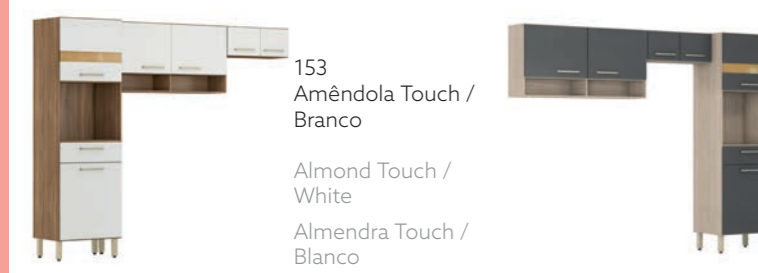 153
Amêndola Touch /
Branco
Almond Touch /
White
Almendra Touch /
Blanco